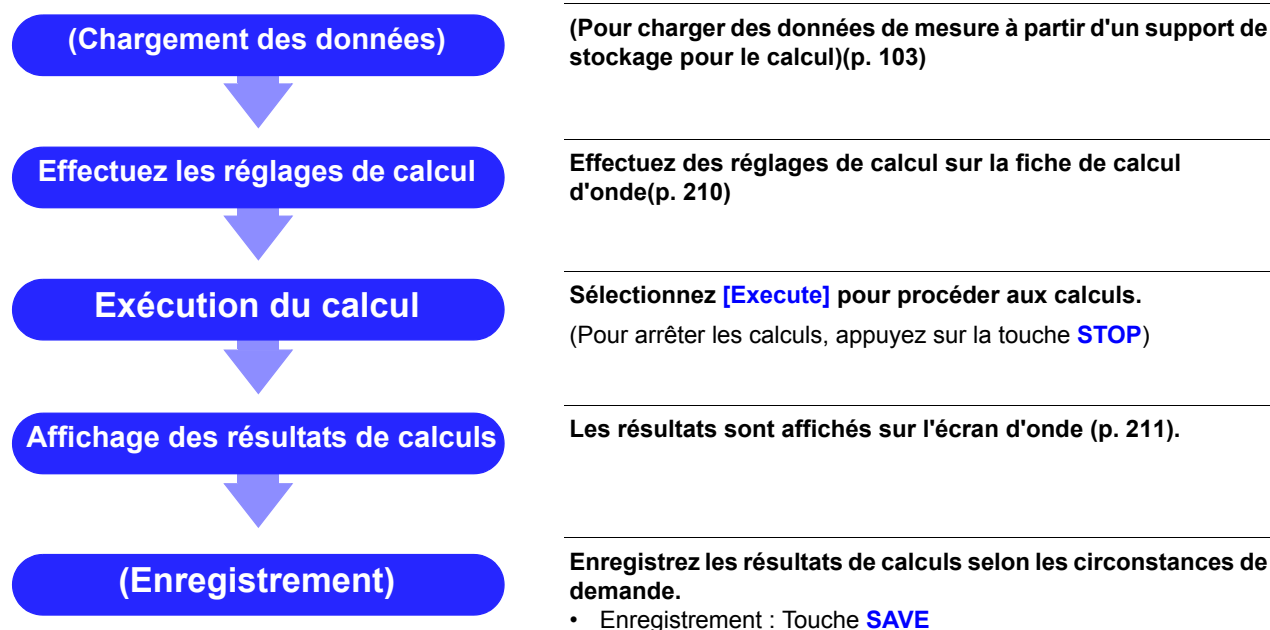 (Chargement des données)
(Pour charger des données de mesure à partir d'un support de
stockage pour le calcul)(p. 103)
Effectuez les réglages de calcul
Effectuez des réglages de calcul sur la fiche de calcul
d'onde(p. 210)
Exécution du calcul
Sélectionnez [Execute] pour procéder aux calculs.
(Pour arrêter les calculs, appuyez sur la touche STOP)
Affichage des résultats de calculs
Les résultats sont affichés sur l'écran d'onde (p. 211).
(Enregistrement)
Enregistrez les résultats de calculs selon les circonstances de
demande.
• Enregistrement : Touche SAVE